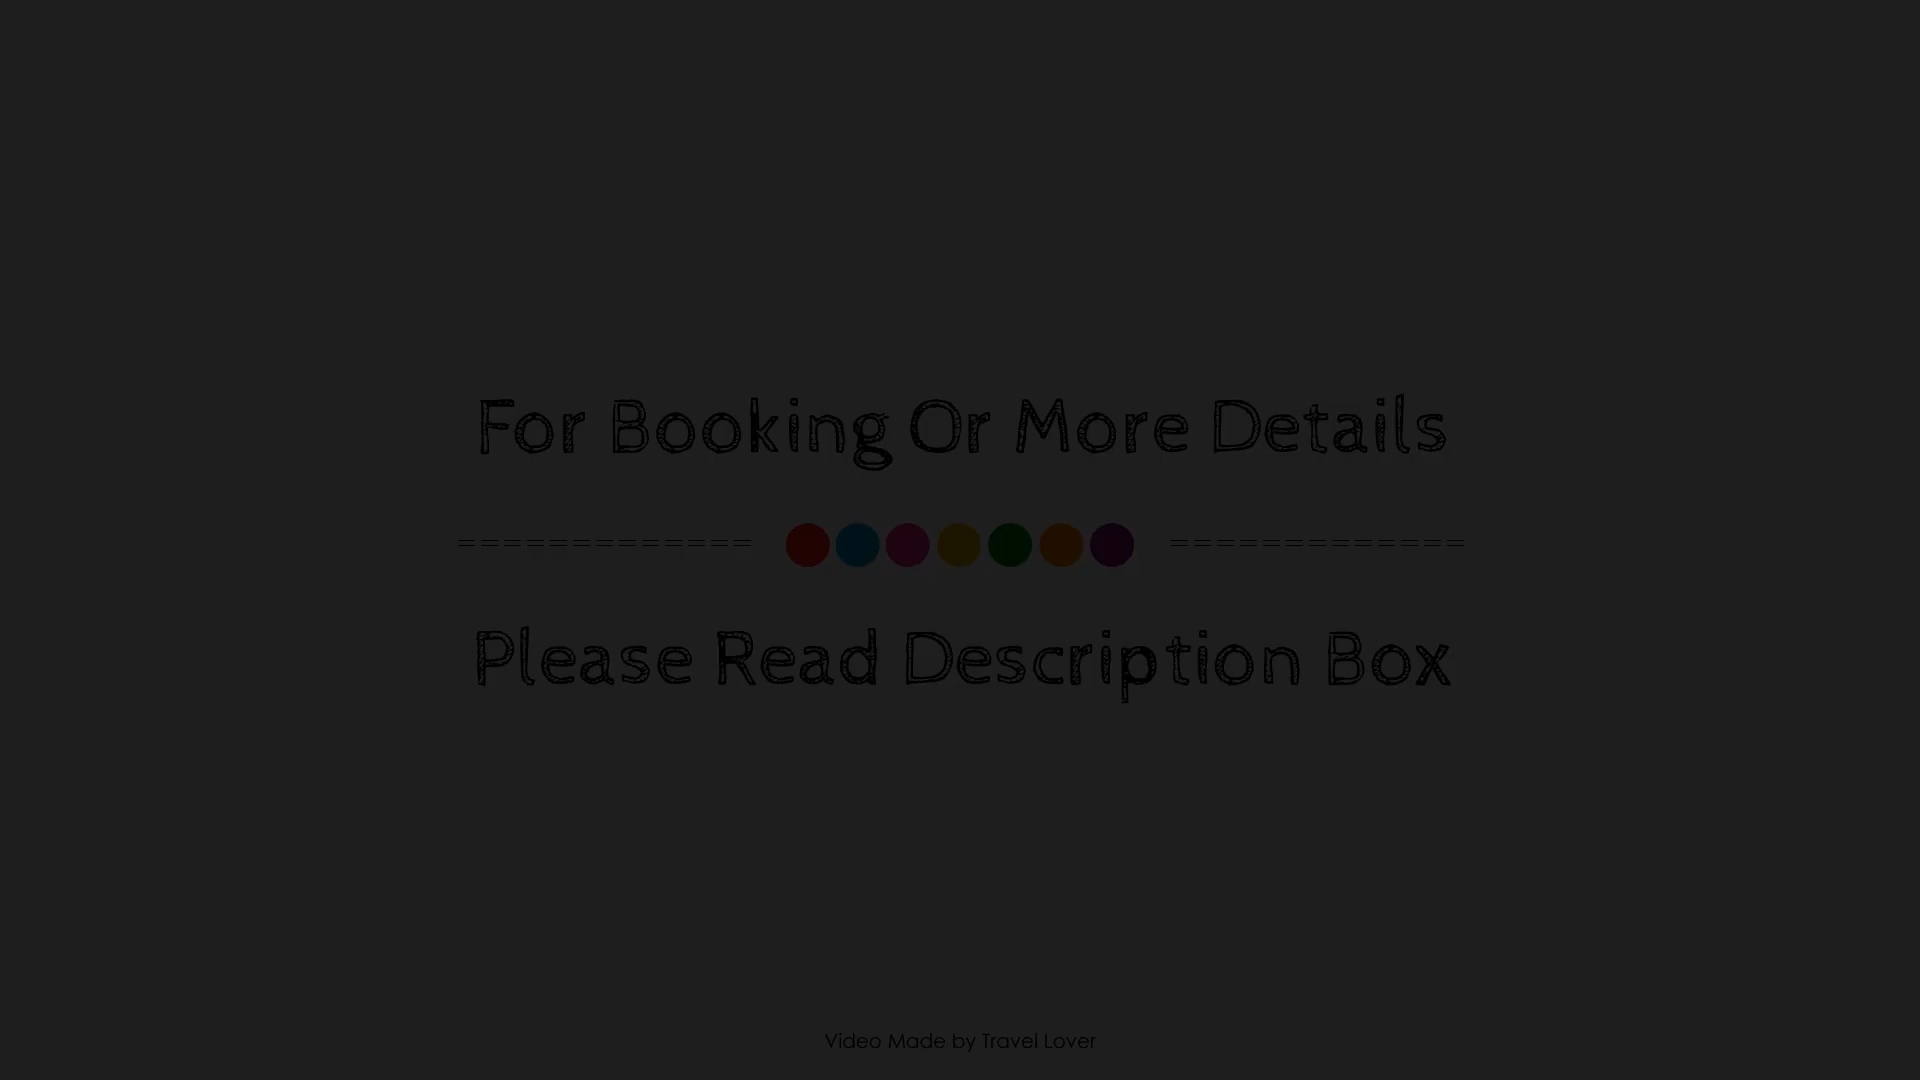 For Booking Or More Details
============= =============
Please Read Description Box
Video Made by Travel Lover